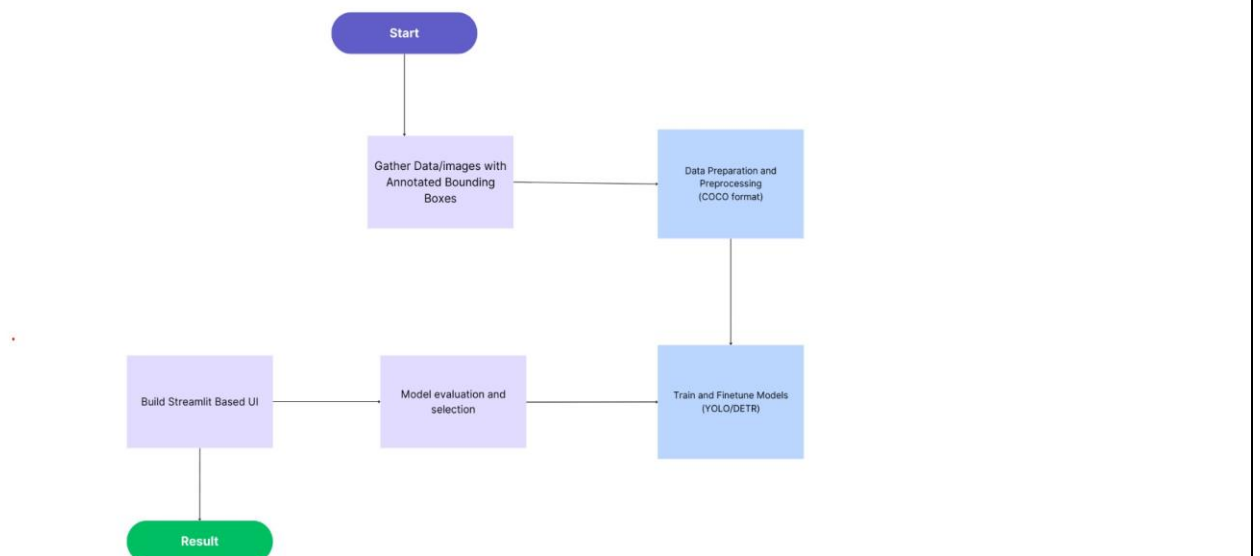 Start
Gather Data/images with
Annotated Bounding
Boxes
Data Preparation and
Preprocessing
(COCO format)
Build Streamlit Based UI
Model evaluation and
selection
Train and Finetune Models
(YOLO/DETR)
Result